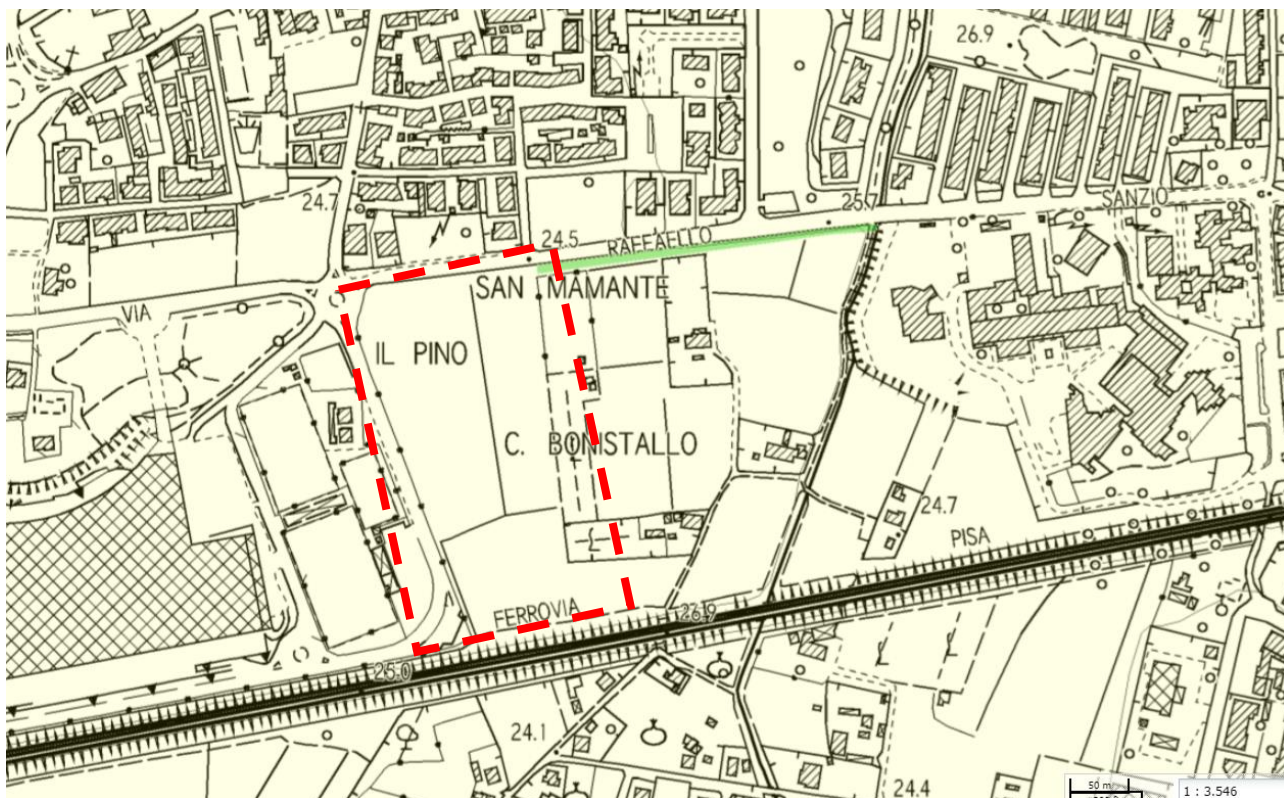 26.9
24.7
25.7
SANZIO
24.5
RAFFAELLO
SAN MAMANTE
VIA
IL PINO
C. BONISTALLO
24.7
PISA
FERROVIA
26.9
25.0
24.1
24.4
50 m
1 : 3.546